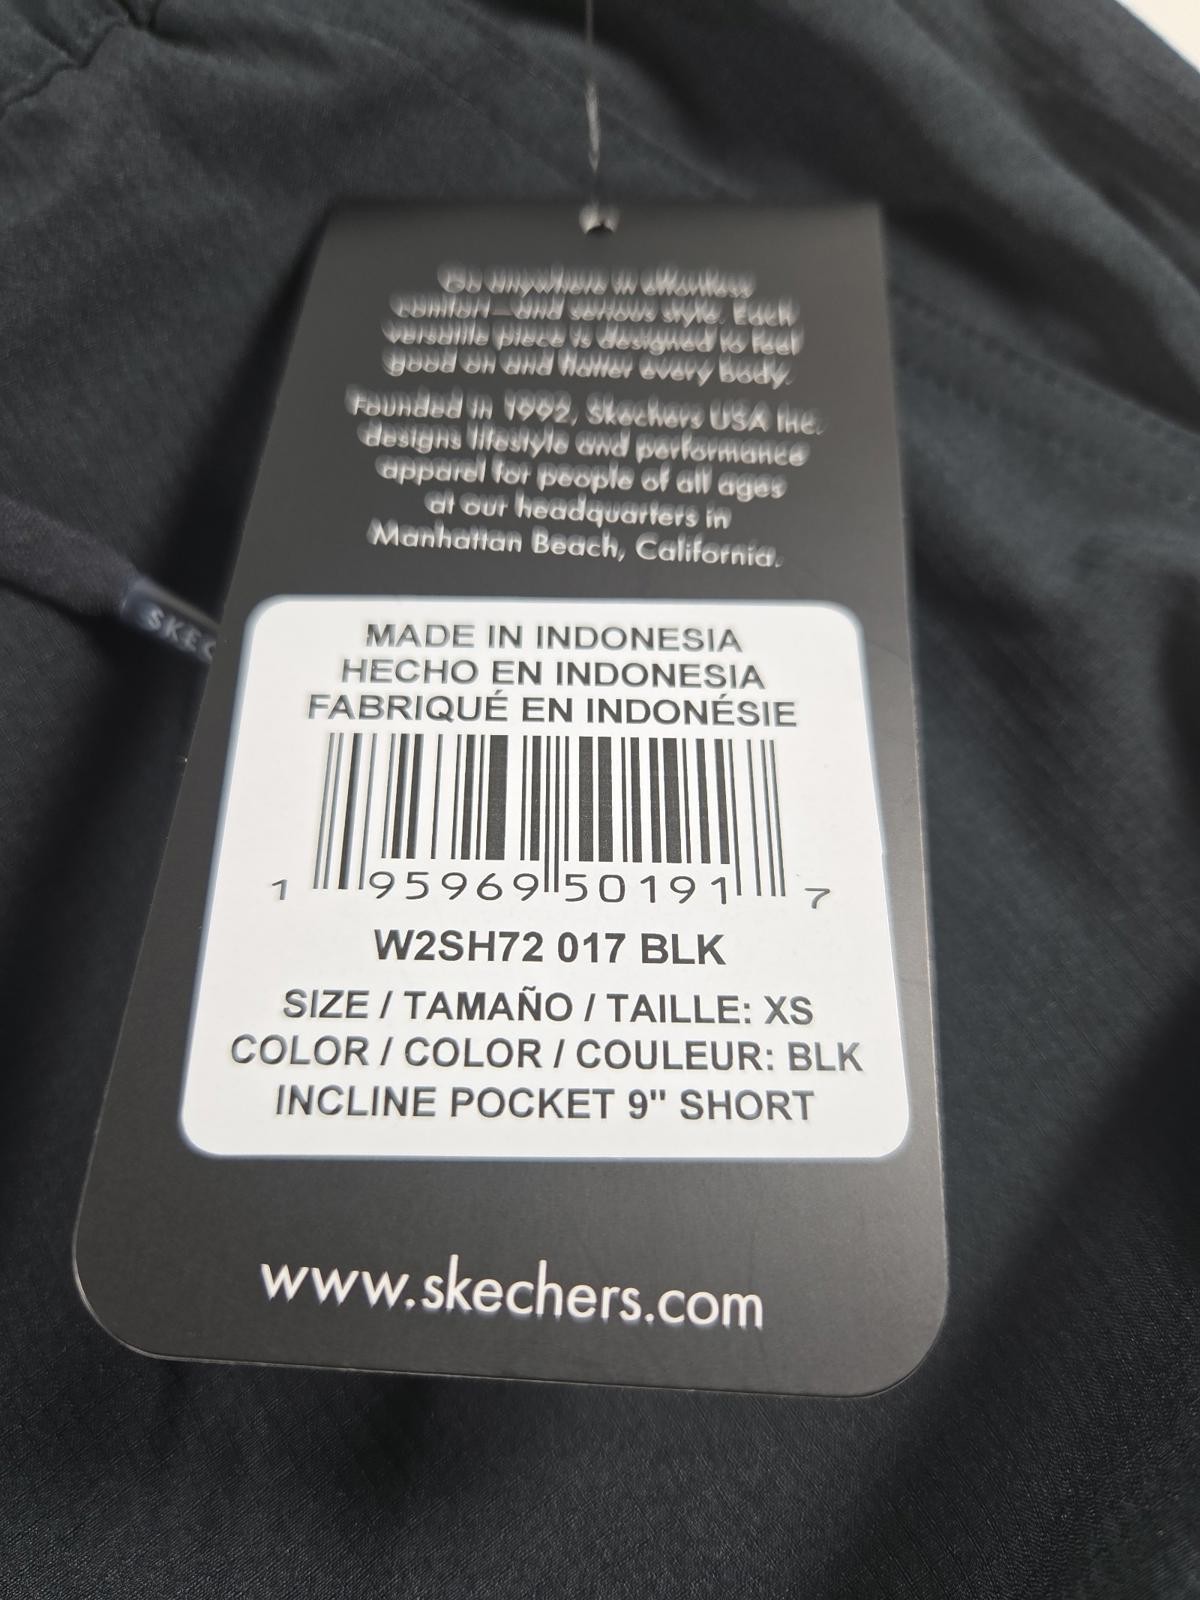 Go anywhere in effortless
comfort—and serious style. Each
versatile piece is designed to feel
good on and flatter every body.
Founded in 1992, Skechers USA Inc.
designs lifestyle and performance
apparel for people of all ages
at our headquarters in
Manhattan Beach, California.
SKEC
MADE IN INDONESIA
HECHO EN INDONESIA
FABRIQUÉ EN INDONÉSIE
1 95969 50191 7
W2SH72 017 BLK
SIZE / TAMAÑO / TAILLE: XS
COLOR / COLOR / COULEUR: BLK
INCLINE POCKET 9" SHORT
www.skechers.com